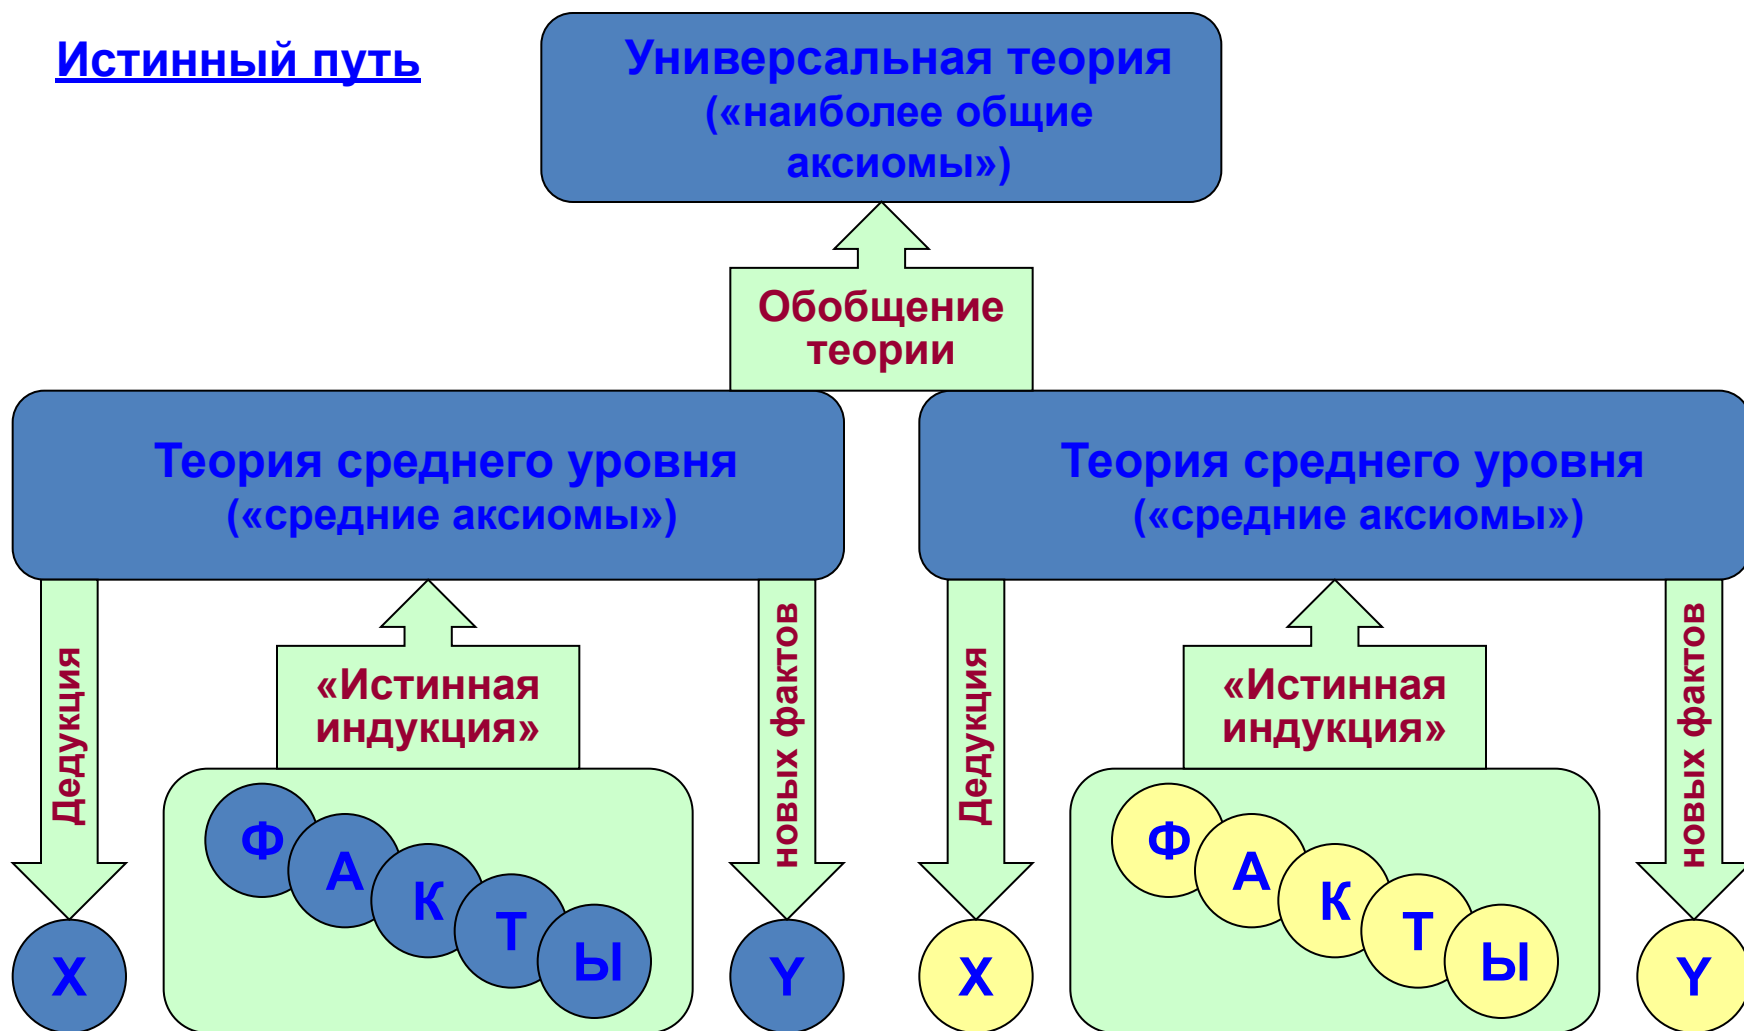 Истинный путь
Универсальная теория
(«наиболее общие
аксиомы»)
Обобщение
теории
Теория среднего уровня
(«средние аксиомы»)
Теория среднего уровня
(«средние аксиомы»)
Дедукция
«Истинная
индукция»
новых фактов
Дедукция
«Истинная
индукция»
новых фактов
Ф А К Т Ы
Ф А К Т Ы
X
Y
X
Y